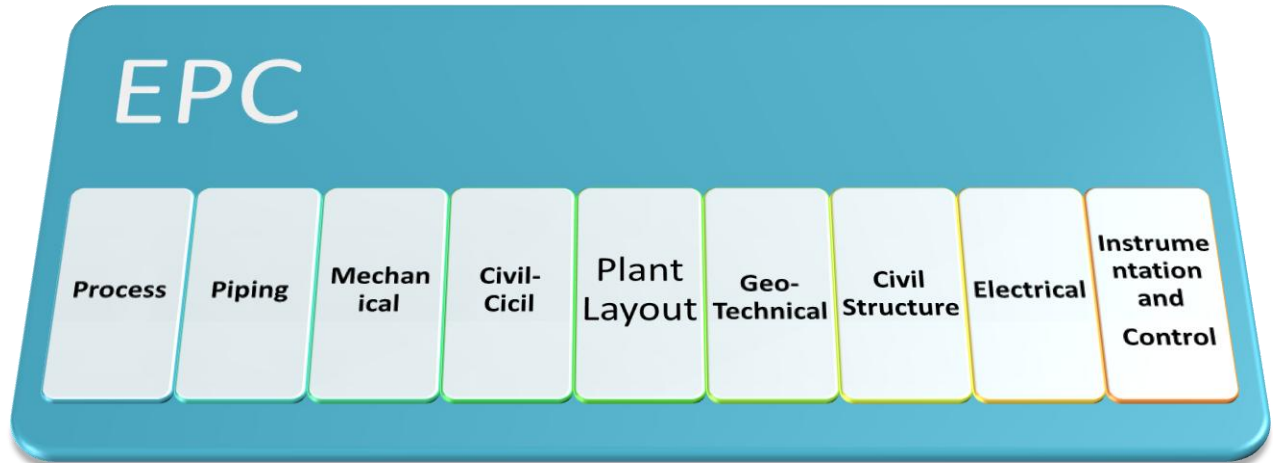 EPC
Process
Piping
Mechan
ical
Civil-
Cicil
Plant
Layout
Geo-
Technical
Civil
Structure
Electrical
Instrume
ntation
and
Control